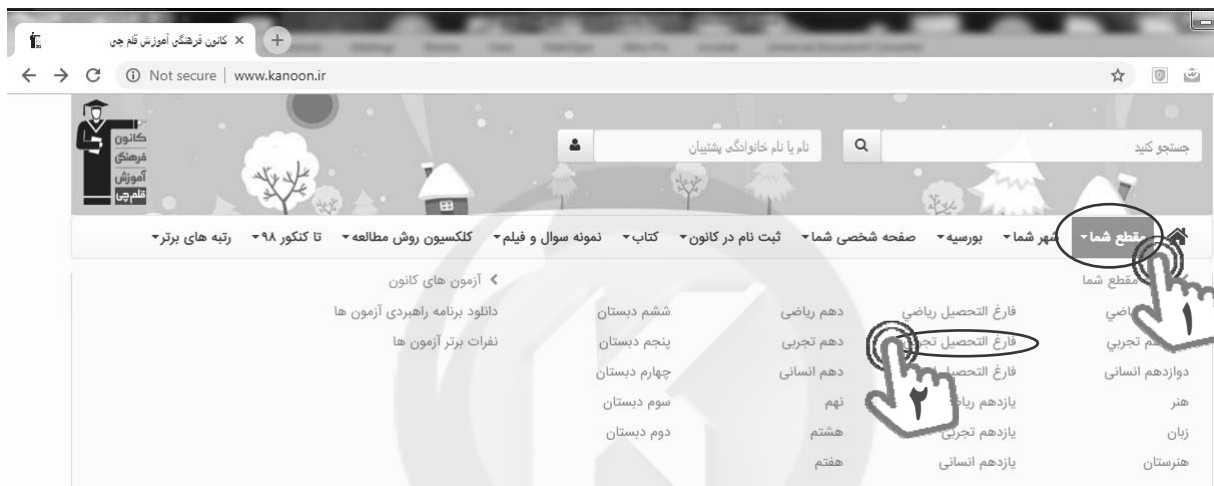 کانون فرهنگی آموزش قلم چی × +
Not secure | www.kanoon.ir
کانون
فرهنگی
آموزش
قلم چی
جستجو کنید
نام یا نام خانوادگی پشتیبان
مقطع شما شهر شما بورسیه صفحه شخصی شما ثبت نام در کانون کتاب نمونه سوال و فیلم کلکسیون روش مطالعه تا کنکور ۹۸ رتبه های برتر
مقطع شما آزمون های کانون
فارغ التحصیل ریاضي دهم ریاضی ششم دبستان دانلود برنامه راهبردی آزمون ها
تجربي فارغ التحصیل دهم تجربی پنجم دبستان نفرات برتر آزمون ها
دوازدهم انسانی فارغ التحصیل دهم انسانی چهارم دبستان
هنر یازدهم نهم سوم دبستان
زبان یازدهم تجربی هشتم دوم دبستان
هنرستان یازدهم انسانی هفتم
۱
۲